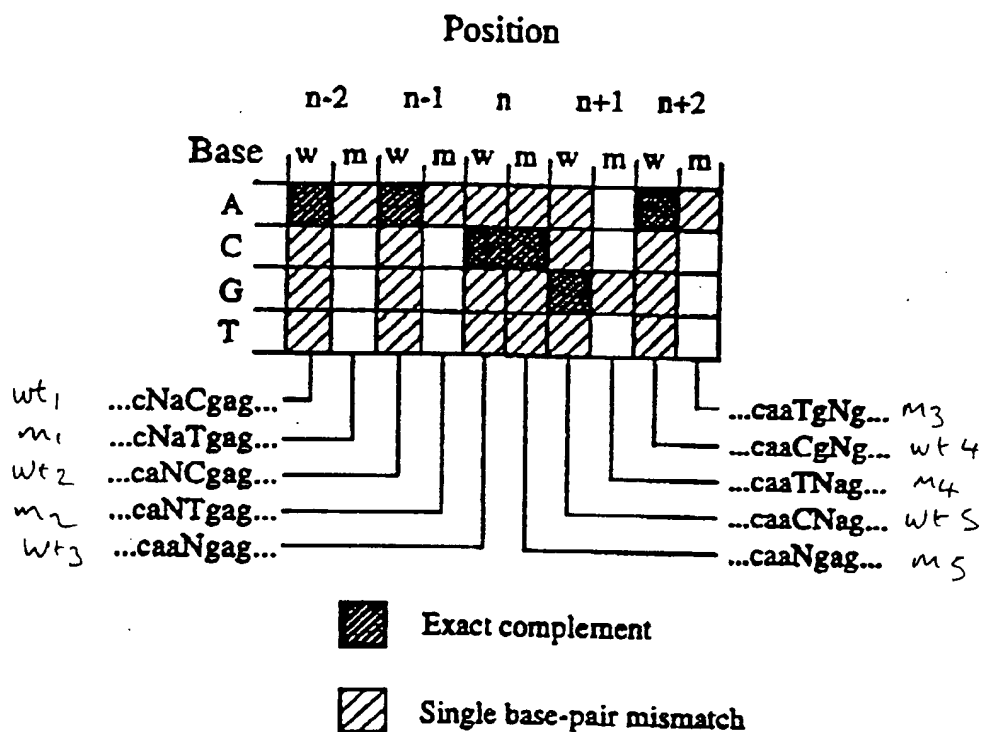 Position
n-2 n-1 n n+1 n+2
Base w m w m w m w m w m
A
C
G
T
wt1 ...cNaCgag...
m1 ...cNaTgag...
wt2 ...caNCgag...
m2 ...caNTgag...
wt3 ...caaNgag...
...caaTgNg... m3
...caaCgNg... wt4
...caaTNag... m4
...caaCNag... wt5
...caaNgag... m5
Exact complement
Single base-pair mismatch